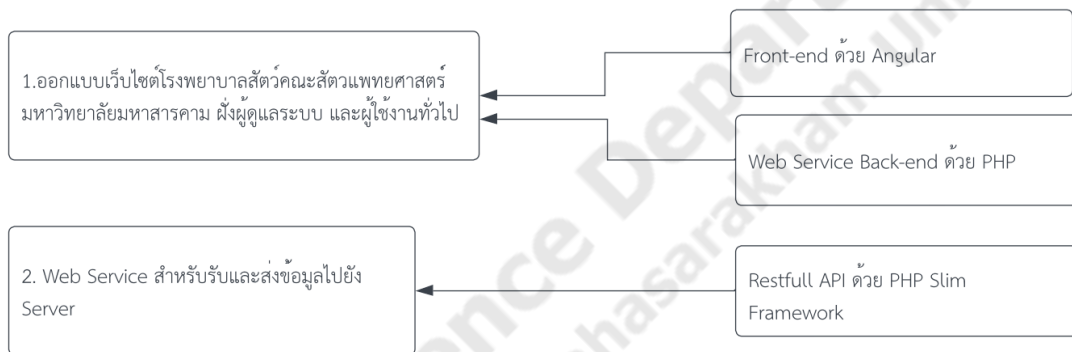 1.ออกแบบเว็บไซต์โรงพยาบาลสัตว์คณะสัตวแพทยศาสตร์
มหาวิทยาลัยมหาสารคาม ฝั่งผู้ดูแลระบบ และผู้ใช้งานทั่วไป
Front-end ด้วย Angular
Web Service Back-end ด้วย PHP
2. Web Service สำหรับรับและส่งข้อมูลไปยัง
Server
Restfull API ด้วย PHP Slim
Framework